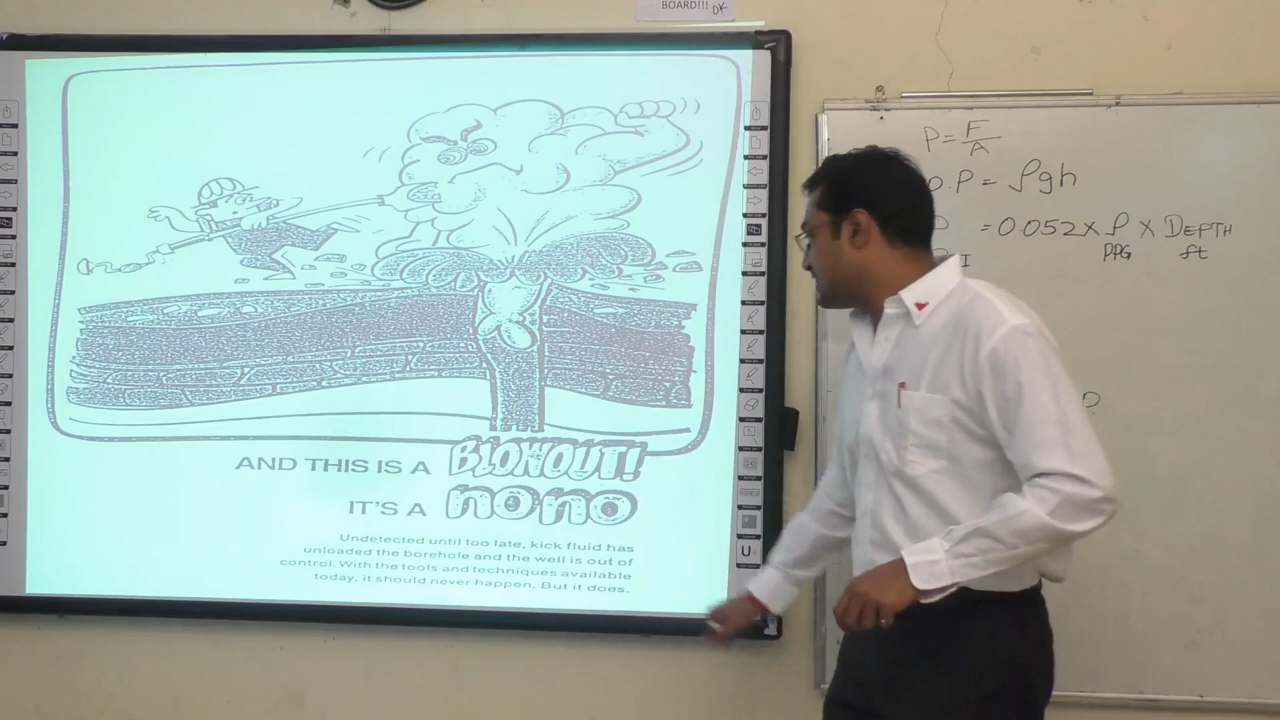 BOARD!!! OK
AND THIS IS A BLOWOUT!
IT'S A no-no
Undetected until too late, kick fluid has
unloaded the borehole and the well is out of
control. With the tools and techniques available
today, it should never happen. But it does.
U
P = F/A
.P = ρgh
= 0.052 × ρ × DEPTH
PPG ft
I